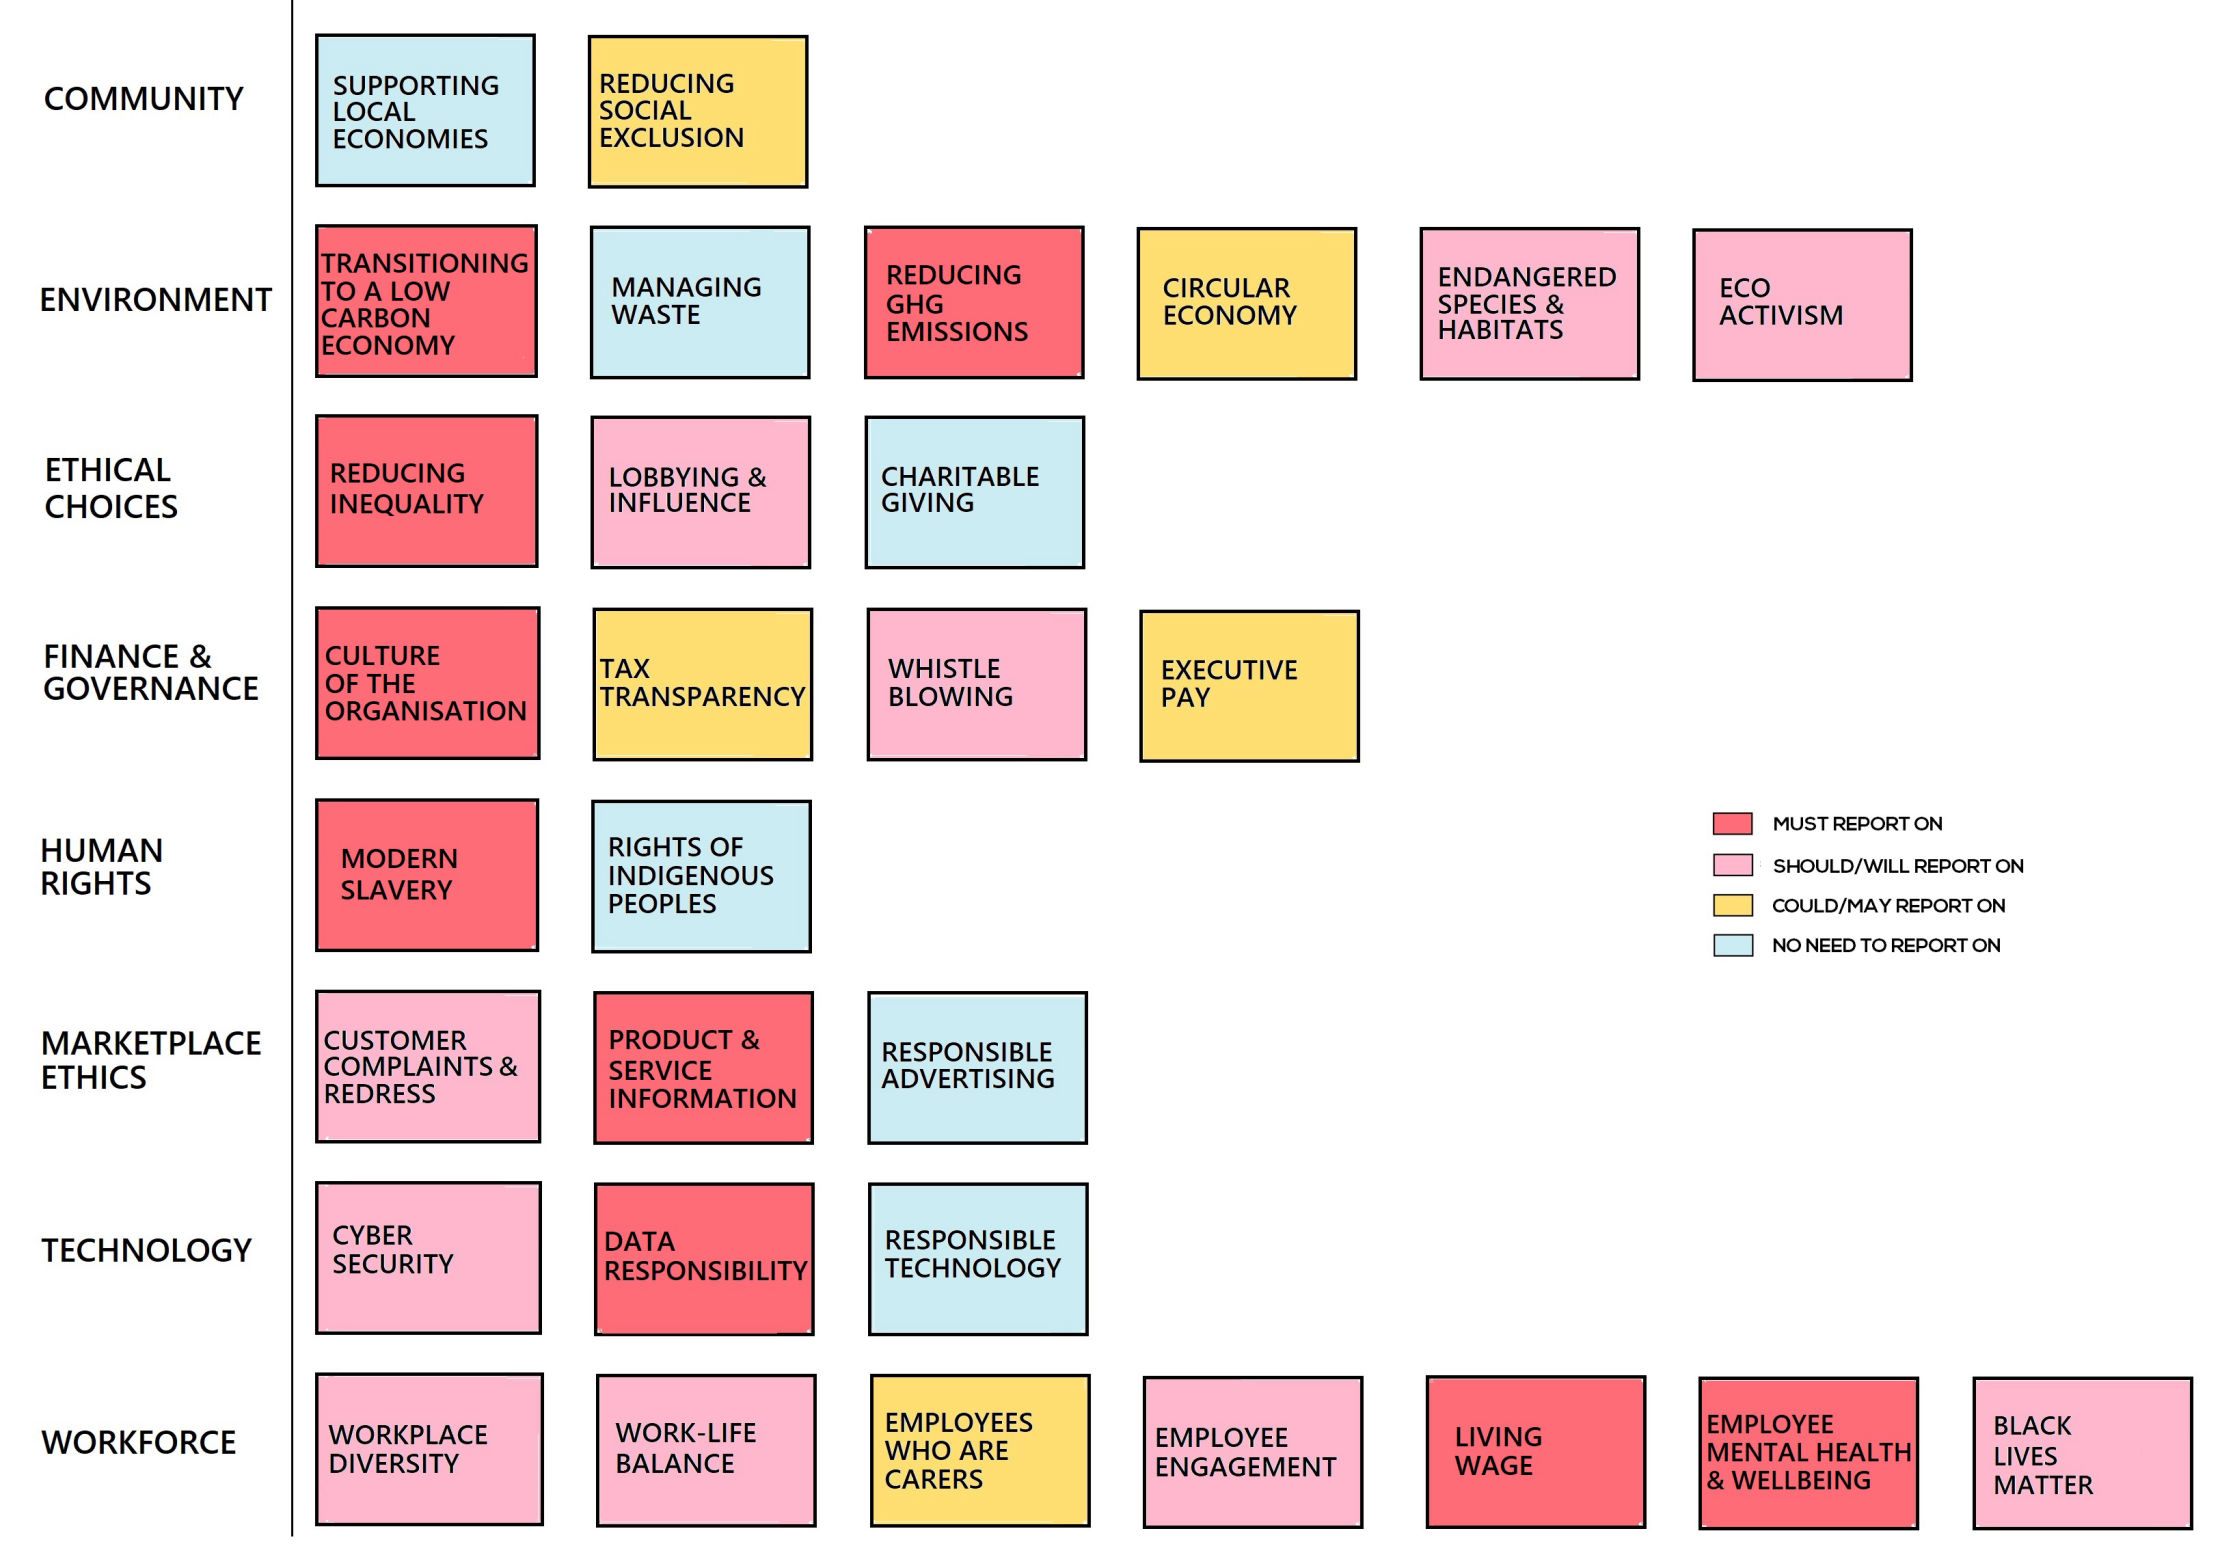 COMMUNITY
SUPPORTING
LOCAL
ECONOMIES
REDUCING
SOCIAL
EXCLUSION
ENVIRONMENT
TRANSITIONING
TO A LOW
CARBON
ECONOMY
MANAGING
WASTE
REDUCING
GHG
EMISSIONS
CIRCULAR
ECONOMY
ENDANGERED
SPECIES &
HABITATS
ECO
ACTIVISM
ETHICAL
CHOICES
REDUCING
INEQUALITY
LOBBYING &
INFLUENCE
CHARITABLE
GIVING
FINANCE &
GOVERNANCE
CULTURE
OF THE
ORGANISATION
TAX
TRANSPARENCY
WHISTLE
BLOWING
EXECUTIVE
PAY
HUMAN
RIGHTS
MODERN
SLAVERY
RIGHTS OF
INDIGENOUS
PEOPLES
MUST REPORT ON
SHOULD/WILL REPORT ON
COULD/MAY REPORT ON
NO NEED TO REPORT ON
MARKETPLACE
ETHICS
CUSTOMER
COMPLAINTS &
REDRESS
PRODUCT &
SERVICE
INFORMATION
RESPONSIBLE
ADVERTISING
TECHNOLOGY
CYBER
SECURITY
DATA
RESPONSIBILITY
RESPONSIBLE
TECHNOLOGY
WORKFORCE
WORKPLACE
DIVERSITY
WORK-LIFE
BALANCE
EMPLOYEES
WHO ARE
CARERS
EMPLOYEE
ENGAGEMENT
LIVING
WAGE
EMPLOYEE
MENTAL HEALTH
& WELLBEING
BLACK
LIVES
MATTER